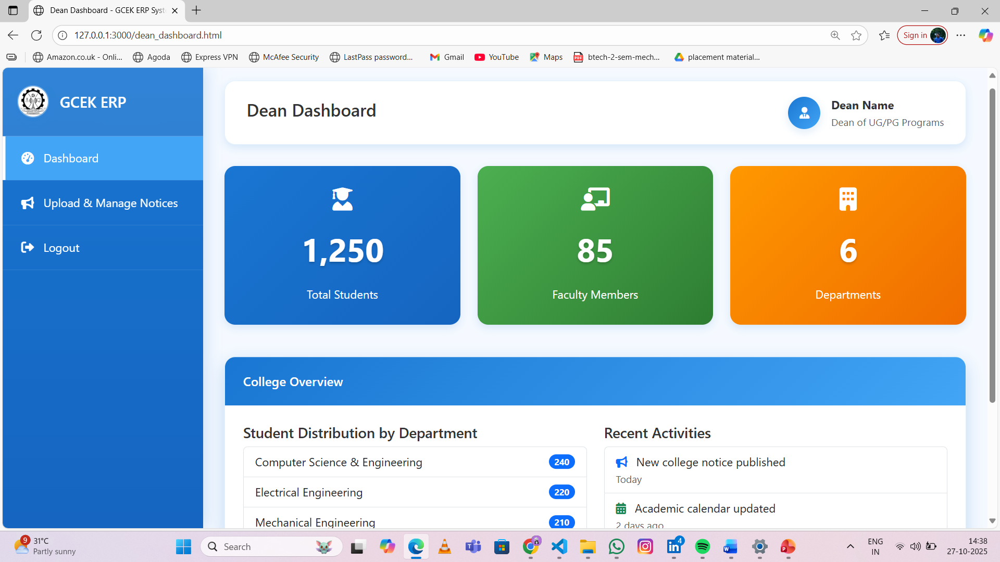 Dean Dashboard - GCEK ERP Syst
127.0.0.1:3000/dean_dashboard.html
Sign in
Amazon.co.uk - Onli...
Agoda
Express VPN
McAfee Security
LastPass password...
Gmail
YouTube
Maps
btech-2-sem-mech...
placement material...
GCEK ERP
Dashboard
Upload & Manage Notices
Logout
Dean Dashboard
Dean Name
Dean of UG/PG Programs
1,250
Total Students
85
Faculty Members
6
Departments
College Overview
Student Distribution by Department
Computer Science & Engineering 240
Electrical Engineering 220
Mechanical Engineering 210
Recent Activities
New college notice published
Today
Academic calendar updated
2 days ago
9
31°C
Partly sunny
Search
4
ENG
IN
14:38
27-10-2025